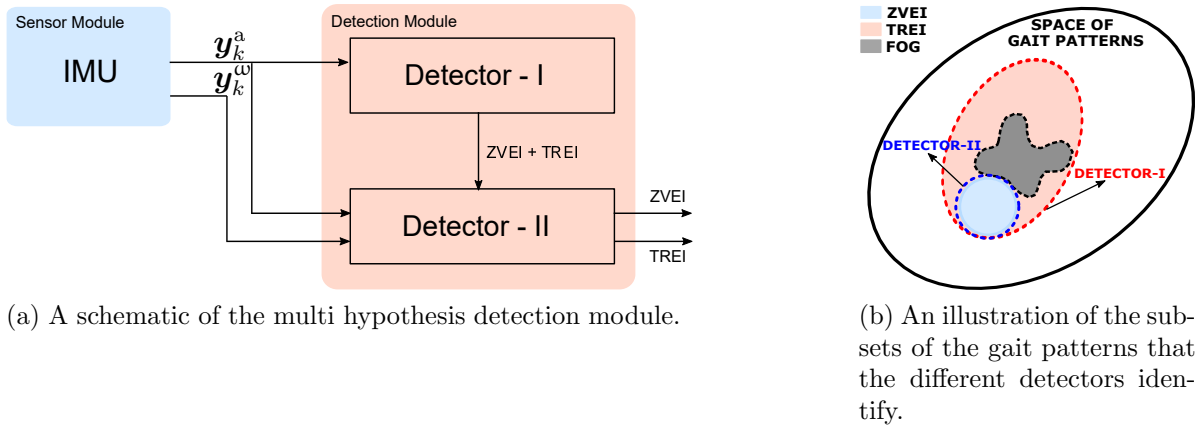 Sensor Module
IMU
y_k^a
y_k^ω
Detection Module
Detector - I
ZVEI + TREI
Detector - II
ZVEI
TREI
(a) A schematic of the multi hypothesis detection module.
ZVEI
TREI
FOG
SPACE OF
GAIT PATTERNS
DETECTOR-II
DETECTOR-I
(b) An illustration of the sub-
sets of the gait patterns that
the different detectors iden-
tify.